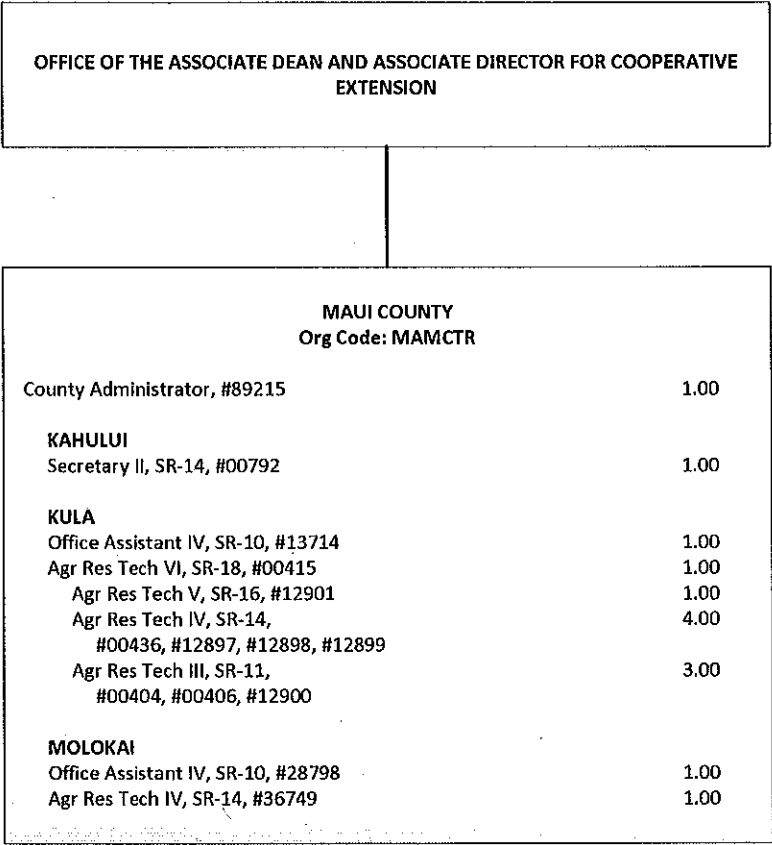 OFFICE OF THE ASSOCIATE DEAN AND ASSOCIATE DIRECTOR FOR COOPERATIVE
EXTENSION
MAUI COUNTY
Org Code: MAMCTR
County Administrator, #89215 1.00
KAHULUI
Secretary II, SR-14, #00792 1.00
KULA
Office Assistant IV, SR-10, #13714 1.00
Agr Res Tech VI, SR-18, #00415 1.00
Agr Res Tech V, SR-16, #12901 1.00
Agr Res Tech IV, SR-14, 4.00
#00436, #12897, #12898, #12899
Agr Res Tech III, SR-11, 3.00
#00404, #00406, #12900
MOLOKAI
Office Assistant IV, SR-10, #28798 1.00
Agr Res Tech IV, SR-14, #36749 1.00